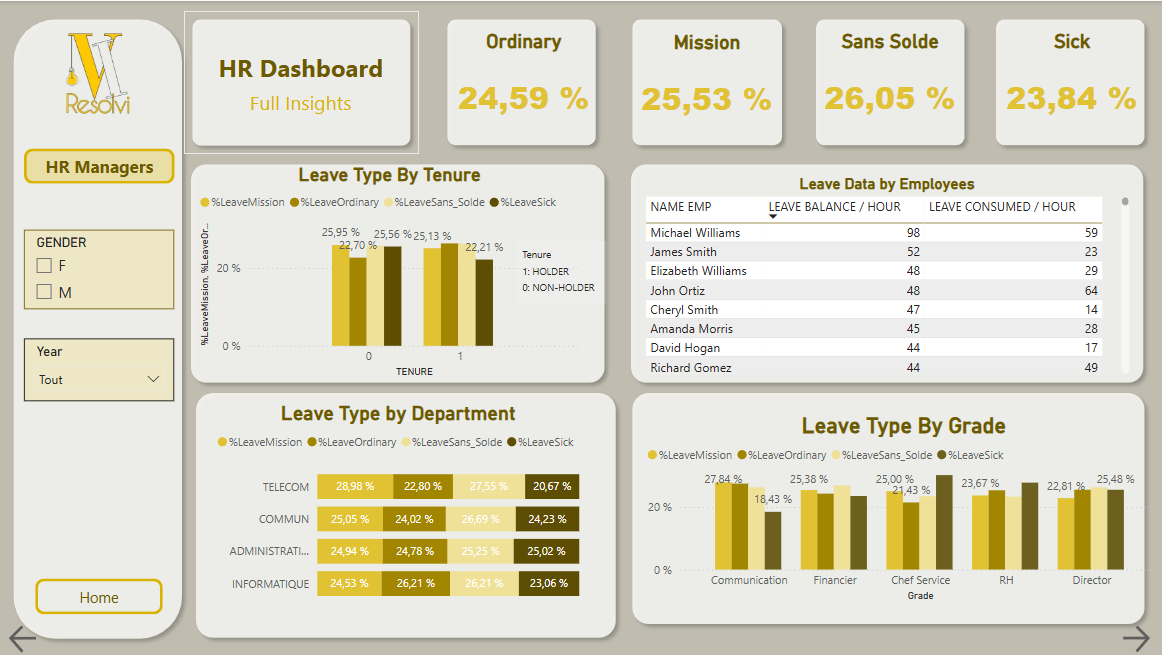 Resolvi
HR Managers
GENDER
F
M
Year
Tout
Home
HR Dashboard
Full Insights
Ordinary
24,59 %
Mission
25,53 %
Sans Solde
26,05 %
Sick
23,84 %
Leave Type By Tenure
%LeaveMission %LeaveOrdinary %LeaveSans_Solde %LeaveSick
%LeaveMission, %LeaveOr...
25,95 % 22,70 % 25,56 % 25,13 % 22,21 %
20 %
0 %
0 1
TENURE
Tenure
1: HOLDER
0: NON-HOLDER
Leave Data by Employees
NAME EMP LEAVE BALANCE / HOUR LEAVE CONSUMED / HOUR
Michael Williams 98 59
James Smith 52 23
Elizabeth Williams 48 29
John Ortiz 48 64
Cheryl Smith 47 14
Amanda Morris 45 28
David Hogan 44 17
Richard Gomez 44 49
Leave Type by Department
%LeaveMission %LeaveOrdinary %LeaveSans_Solde %LeaveSick
TELECOM 28,98 % 22,80 % 27,55 % 20,67 %
COMMUN 25,05 % 24,02 % 26,69 % 24,23 %
ADMINISTRATI... 24,94 % 24,78 % 25,25 % 25,02 %
INFORMATIQUE 24,53 % 26,21 % 26,21 % 23,06 %
Leave Type By Grade
%LeaveMission %LeaveOrdinary %LeaveSans_Solde %LeaveSick
27,84 % 18,43 % 25,38 % 25,00 % 21,43 % 23,67 % 22,81 % 25,48 %
20 %
0 %
Communication Financier Chef Service RH Director
Grade